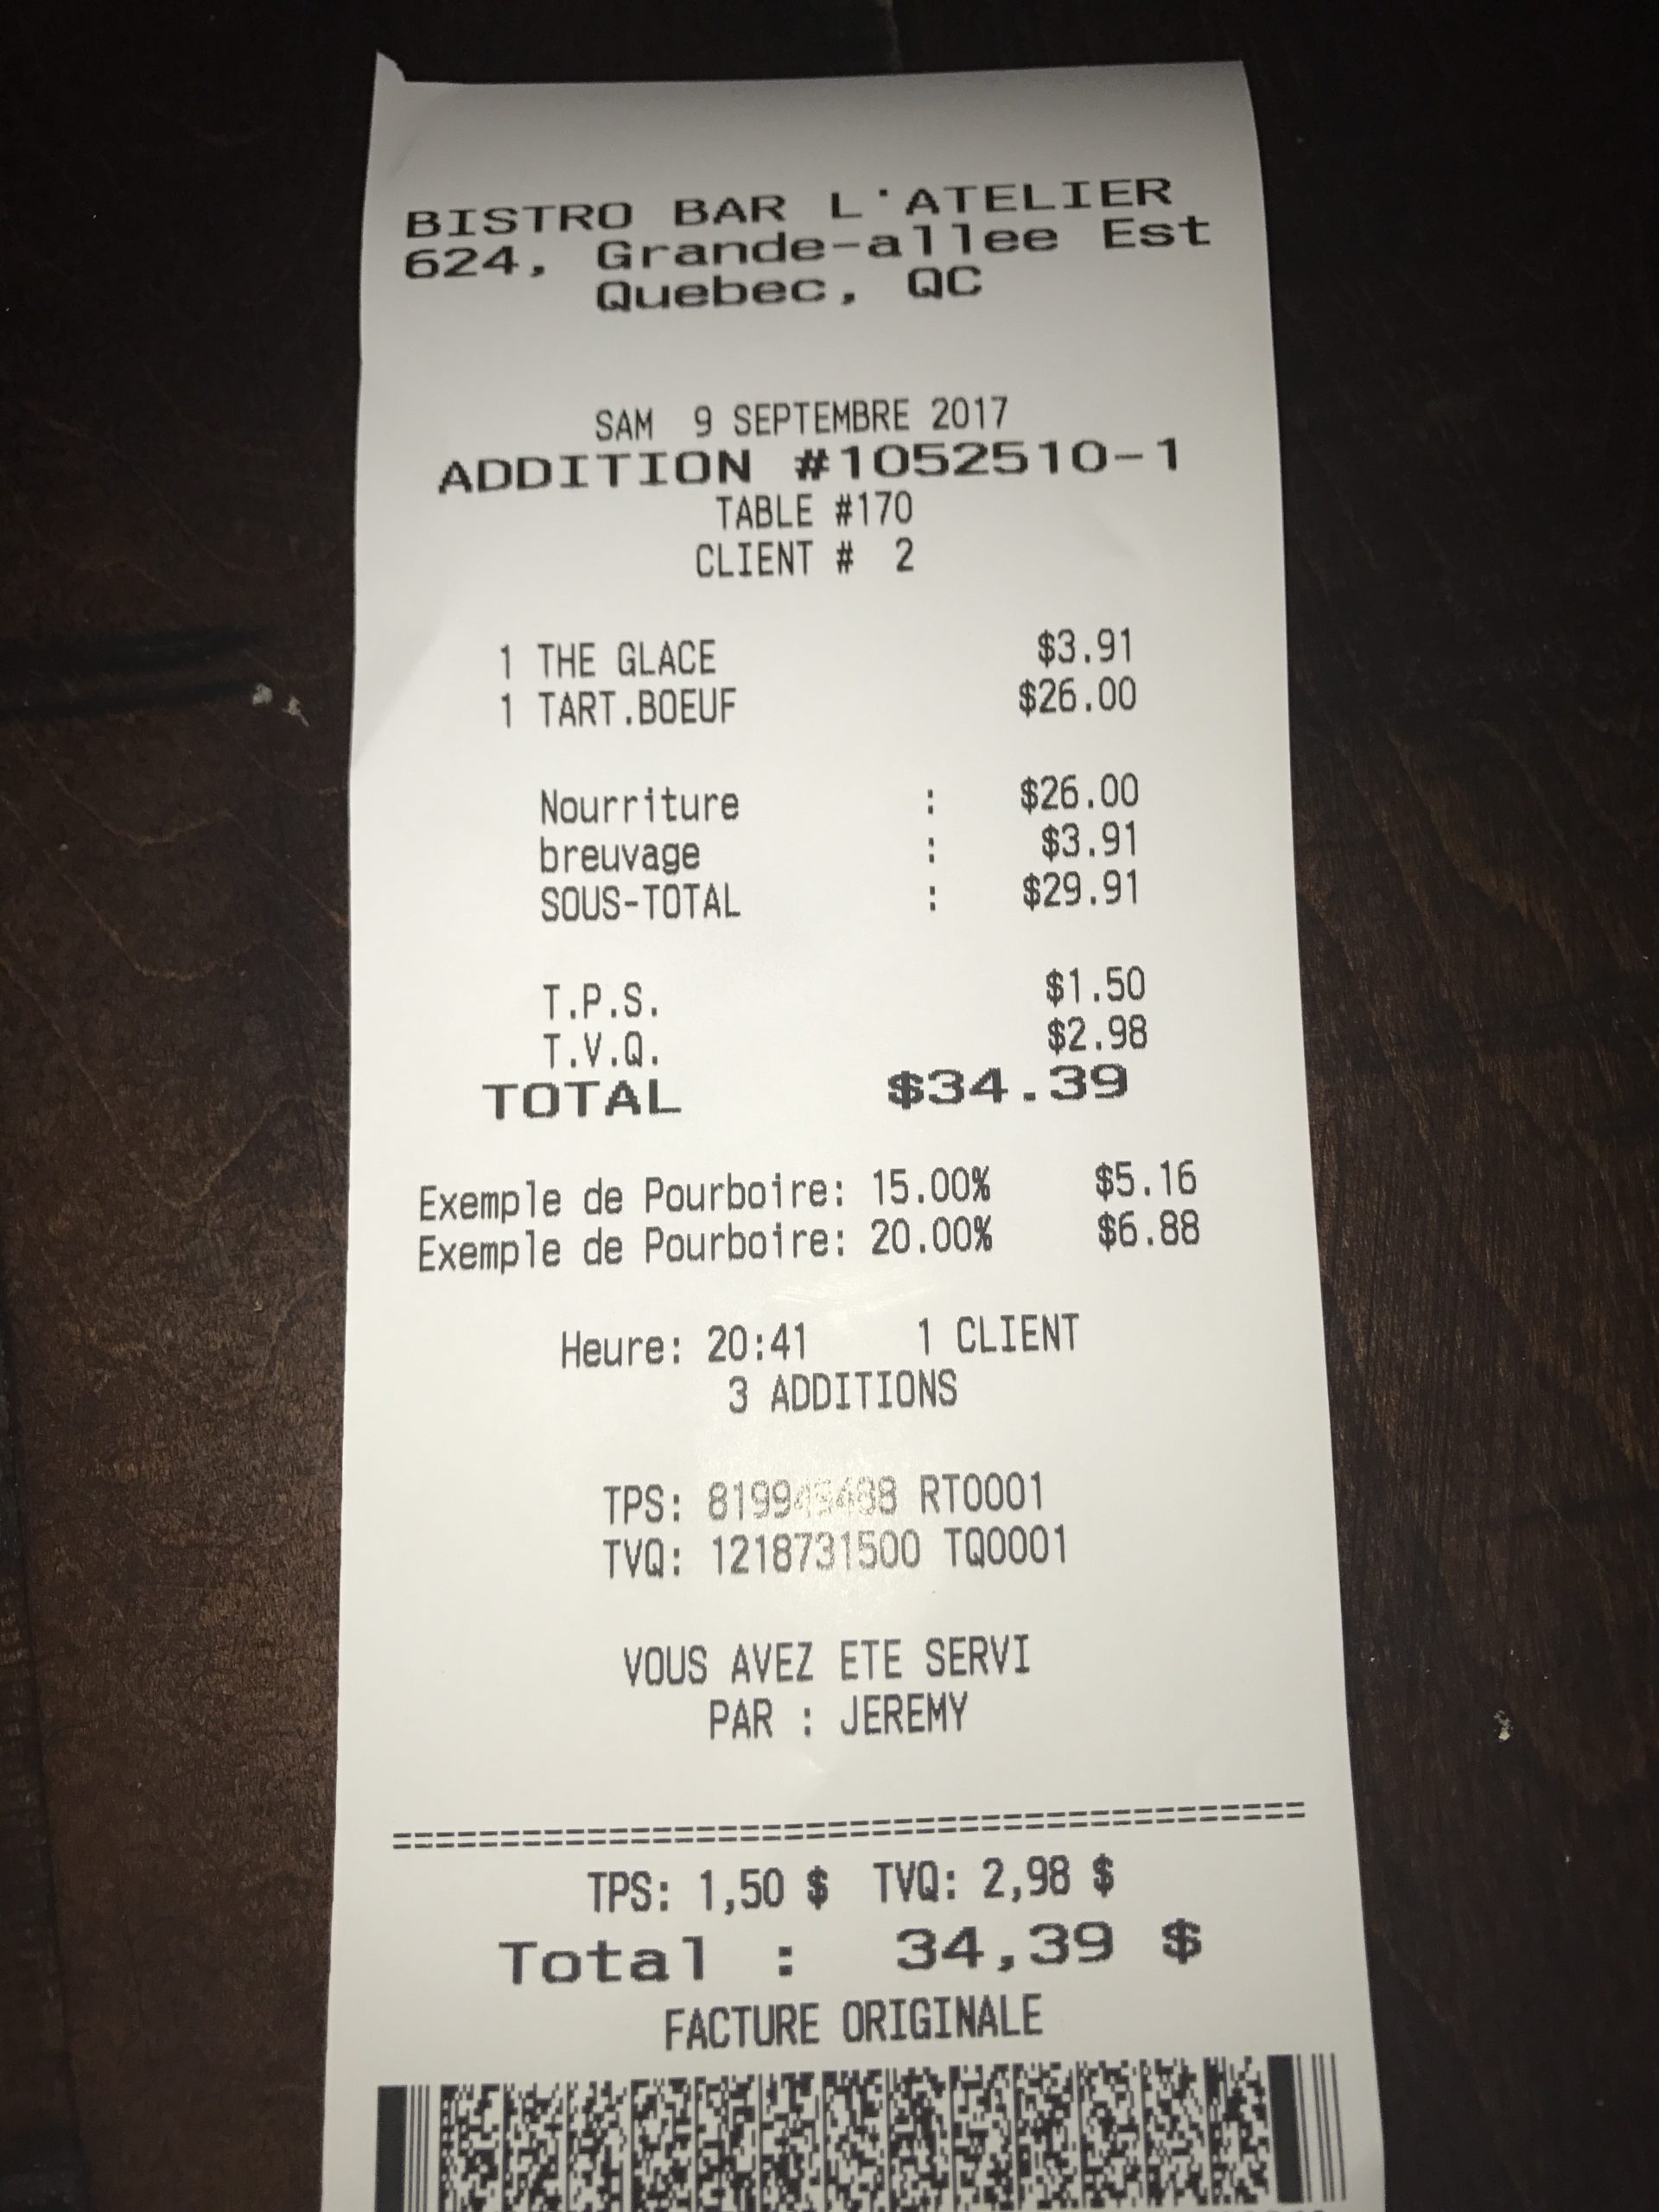 BISTRO BAR L'ATELIER
624, Grande-allee Est
Quebec, QC
SAM 9 SEPTEMBRE 2017
ADDITION #1052510-1
TABLE #170
CLIENT # 2
1 THE GLACE $3.91
1 TART.BOEUF $26.00
Nourriture : $26.00
breuvage : $3.91
SOUS-TOTAL : $29.91
T.P.S. $1.50
T.V.Q. $2.98
TOTAL $34.39
Exemple de Pourboire: 15.00% $5.16
Exemple de Pourboire: 20.00% $6.88
Heure: 20:41 1 CLIENT
3 ADDITIONS
TPS: RT0001
TVQ: 1218731500 TQ0001
VOUS AVEZ ETE SERVI
PAR : JEREMY
==========================================
TPS: 1,50 $ TVQ: 2,98 $
Total : 34,39 $
FACTURE ORIGINALE